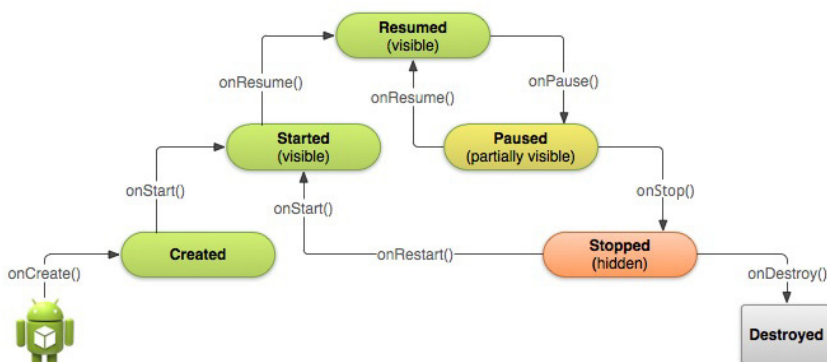 Resumed
(visible)
onResume()
onResume()
onPause()
Started
(visible)
Paused
(partially visible)
onStart()
onStart()
onStop()
Created
onRestart()
Stopped
(hidden)
onCreate()
onDestroy()
Destroyed